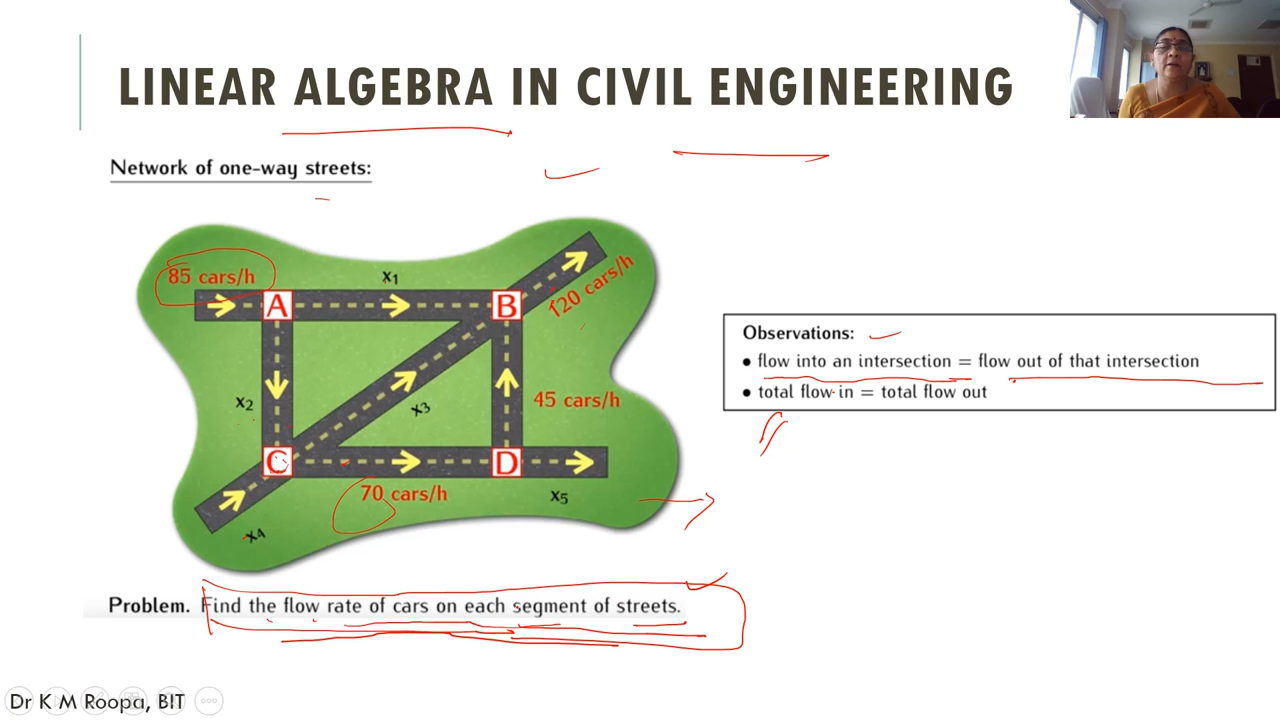 LINEAR ALGEBRA IN CIVIL ENGINEERING
Network of one-way streets:
85 cars/h
x1
120 cars/h
A
B
x2
x3
45 cars/h
C
D
70 cars/h
x5
x4
Observations:
• flow into an intersection = flow out of that intersection
• total flow in = total flow out
Problem. Find the flow rate of cars on each segment of streets.
Dr K M Roopa, BIT